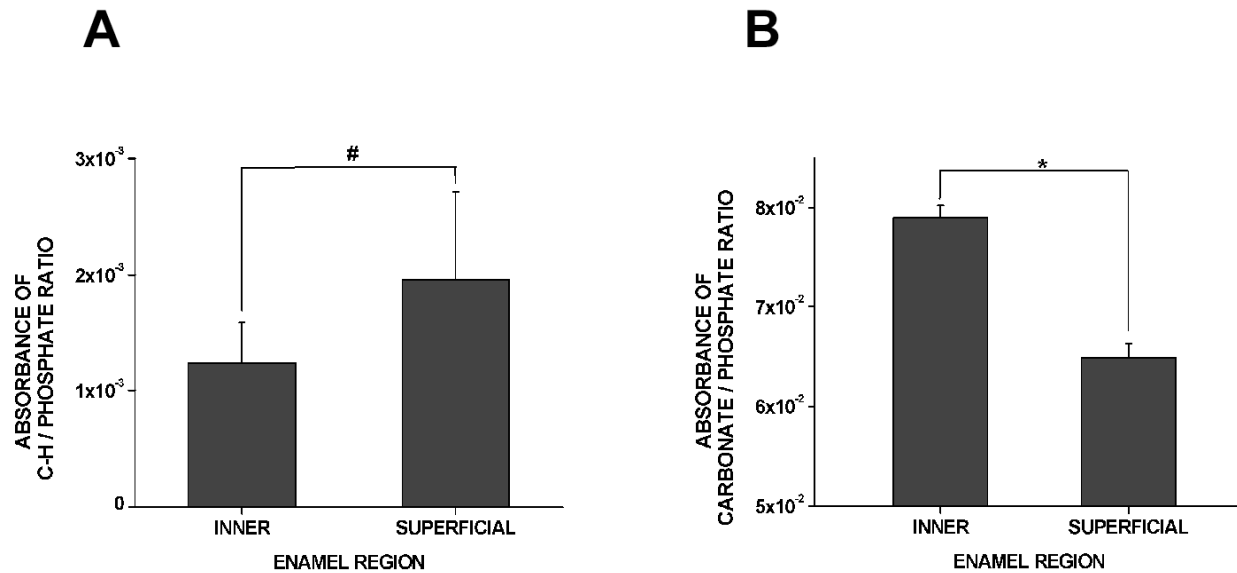 A
ABSORBANCE OF
C-H / PHOSPHATE RATIO
3x10⁻³
2x10⁻³
1x10⁻³
0
#
INNER
SUPERFICIAL
ENAMEL REGION
B
ABSORBANCE OF
CARBONATE / PHOSPHATE RATIO
8x10⁻²
7x10⁻²
6x10⁻²
5x10⁻²
*
INNER
SUPERFICIAL
ENAMEL REGION